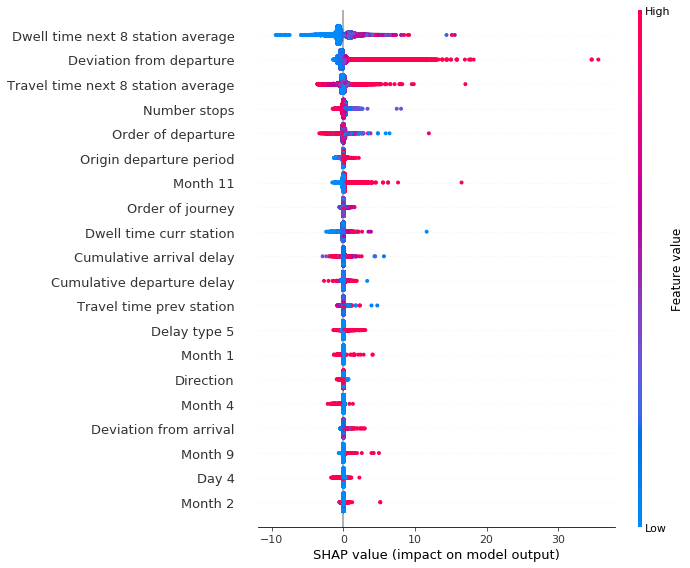 High
Dwell time next 8 station average
Deviation from departure
Travel time next 8 station average
Number stops
Order of departure
Origin departure period
Month 11
Order of journey
Dwell time curr station
Cumulative arrival delay
Cumulative departure delay
Travel time prev station
Delay type 5
Month 1
Direction
Month 4
Deviation from arrival
Month 9
Day 4
Month 2
Feature value
Low
−10 0 10 20 30
SHAP value (impact on model output)